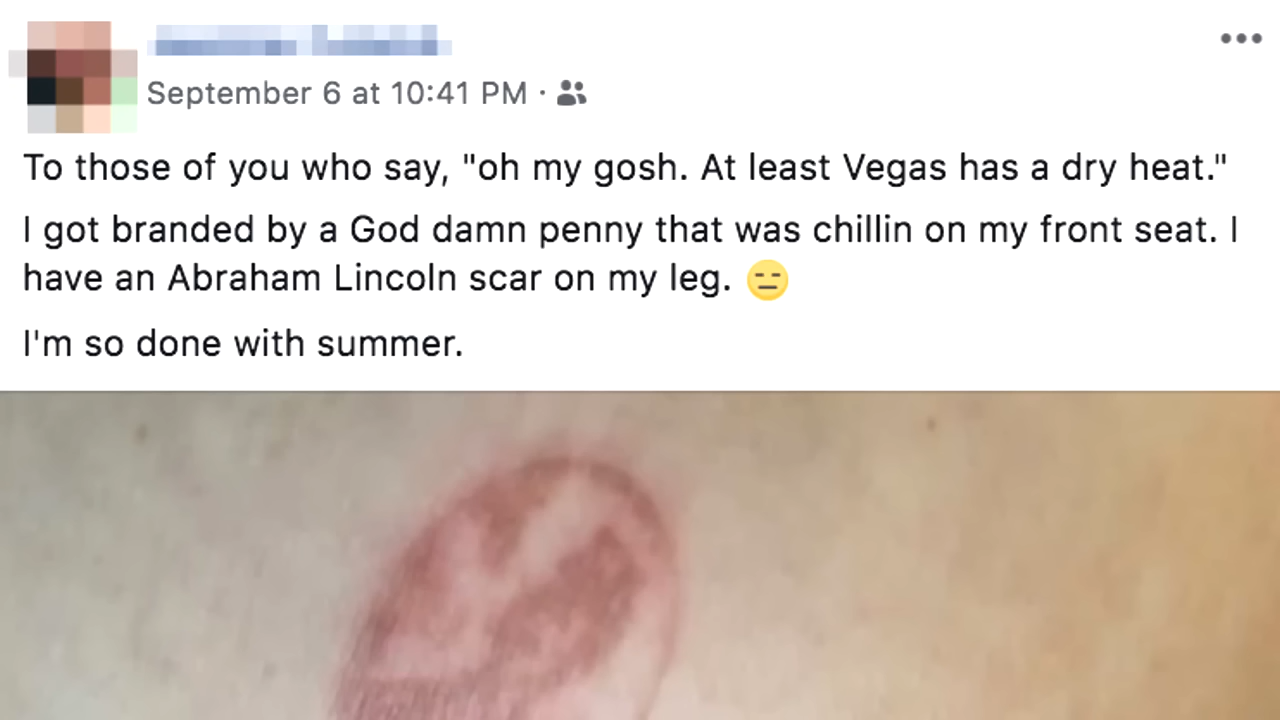 September 6 at 10:41 PM ·
To those of you who say, "oh my gosh. At least Vegas has a dry heat."
I got branded by a God damn penny that was chillin on my front seat. I
have an Abraham Lincoln scar on my leg. 😑
I'm so done with summer.